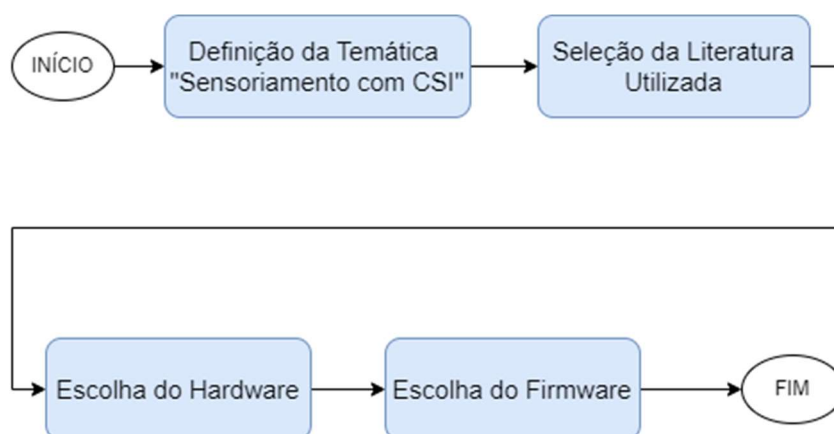 INÍCIO
Definição da Temática
"Sensoriamento com CSI"
Seleção da Literatura
Utilizada
Escolha do Hardware
Escolha do Firmware
FIM